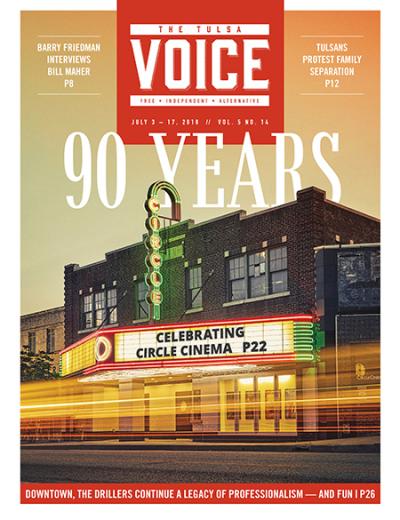 THE TULSA
VOICE
FREE • INDEPENDENT • ALTERNATIVE
JULY 3 – 17, 2018 // VOL. 5 NO. 14
BARRY FRIEDMAN
INTERVIEWS
BILL MAHER
P8
TULSANS
PROTEST FAMILY
SEPARATION
P12
90 YEARS
CIRCLE
CELEBRATING
CIRCLE CINEMA P22
DOWNTOWN, THE DRILLERS CONTINUE A LEGACY OF PROFESSIONALISM — AND FUN | P26